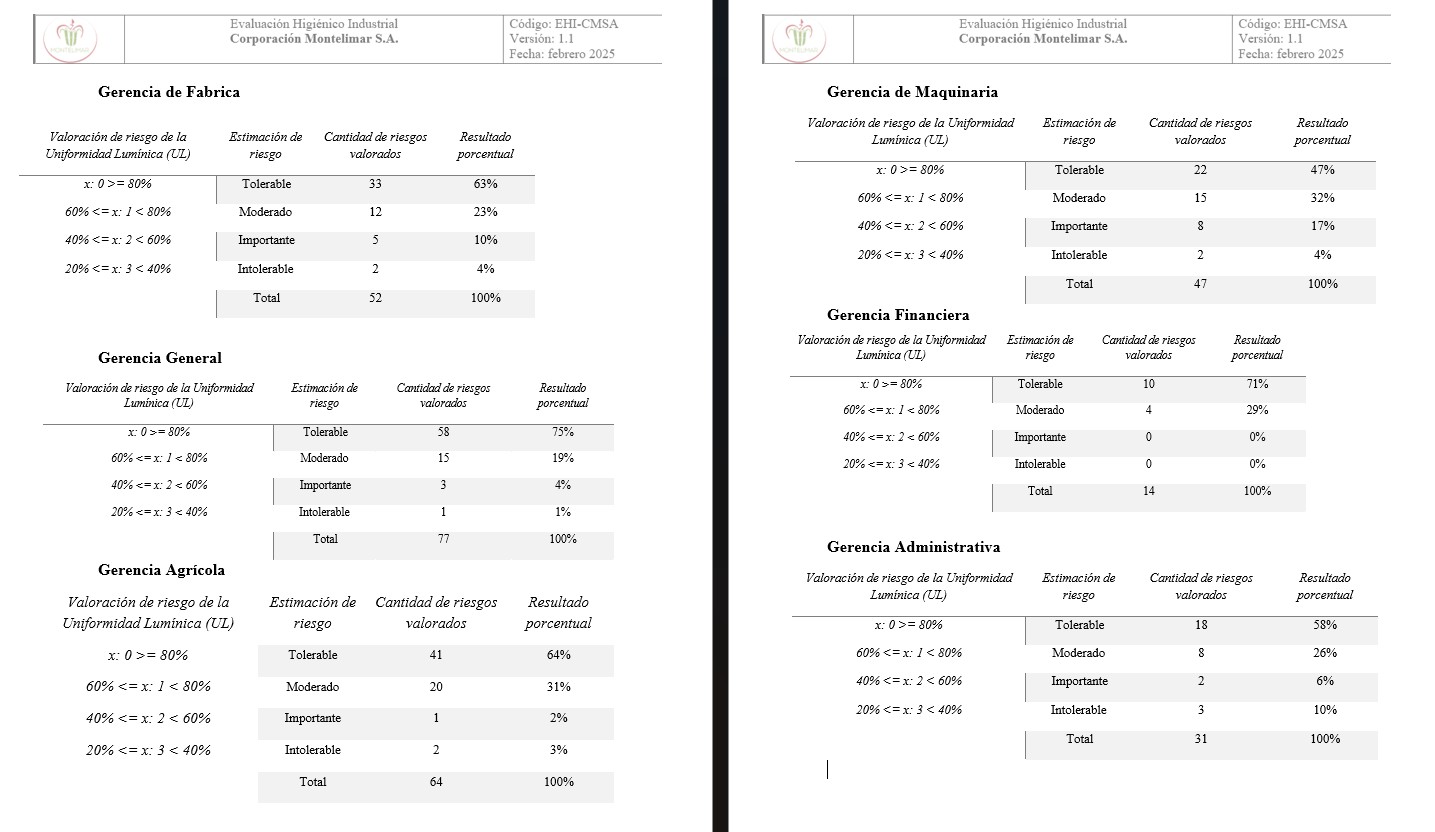 Evaluación Higiénico Industrial
Corporación Montelimar S.A.
Código: EHI-CMSA
Versión: 1.1
Fecha: febrero 2025
MONTELIMAR
Gerencia de Fabrica
Valoración de riesgo de la Uniformidad Lumínica (UL) Estimación de riesgo Cantidad de riesgos valorados Resultado porcentual
x: 0 >= 80% Tolerable 33 63%
60% <= x: 1 < 80% Moderado 12 23%
40% <= x: 2 < 60% Importante 5 10%
20% <= x: 3 < 40% Intolerable 2 4%
Total 52 100%
Gerencia General
Valoración de riesgo de la Uniformidad Lumínica (UL) Estimación de riesgo Cantidad de riesgos valorados Resultado porcentual
x: 0 >= 80% Tolerable 58 75%
60% <= x: 1 < 80% Moderado 15 19%
40% <= x: 2 < 60% Importante 3 4%
20% <= x: 3 < 40% Intolerable 1 1%
Total 77 100%
Gerencia Agrícola
Valoración de riesgo de la Uniformidad Lumínica (UL) Estimación de riesgo Cantidad de riesgos valorados Resultado porcentual
x: 0 >= 80% Tolerable 41 64%
60% <= x: 1 < 80% Moderado 20 31%
40% <= x: 2 < 60% Importante 1 2%
20% <= x: 3 < 40% Intolerable 2 3%
Total 64 100%
Evaluación Higiénico Industrial
Corporación Montelimar S.A.
Código: EHI-CMSA
Versión: 1.1
Fecha: febrero 2025
MONTELIMAR
Gerencia de Maquinaria
Valoración de riesgo de la Uniformidad Lumínica (UL) Estimación de riesgo Cantidad de riesgos valorados Resultado porcentual
x: 0 >= 80% Tolerable 22 47%
60% <= x: 1 < 80% Moderado 15 32%
40% <= x: 2 < 60% Importante 8 17%
20% <= x: 3 < 40% Intolerable 2 4%
Total 47 100%
Gerencia Financiera
Valoración de riesgo de la Uniformidad Lumínica (UL) Estimación de riesgo Cantidad de riesgos valorados Resultado porcentual
x: 0 >= 80% Tolerable 10 71%
60% <= x: 1 < 80% Moderado 4 29%
40% <= x: 2 < 60% Importante 0 0%
20% <= x: 3 < 40% Intolerable 0 0%
Total 14 100%
Gerencia Administrativa
Valoración de riesgo de la Uniformidad Lumínica (UL) Estimación de riesgo Cantidad de riesgos valorados Resultado porcentual
x: 0 >= 80% Tolerable 18 58%
60% <= x: 1 < 80% Moderado 8 26%
40% <= x: 2 < 60% Importante 2 6%
20% <= x: 3 < 40% Intolerable 3 10%
Total 31 100%